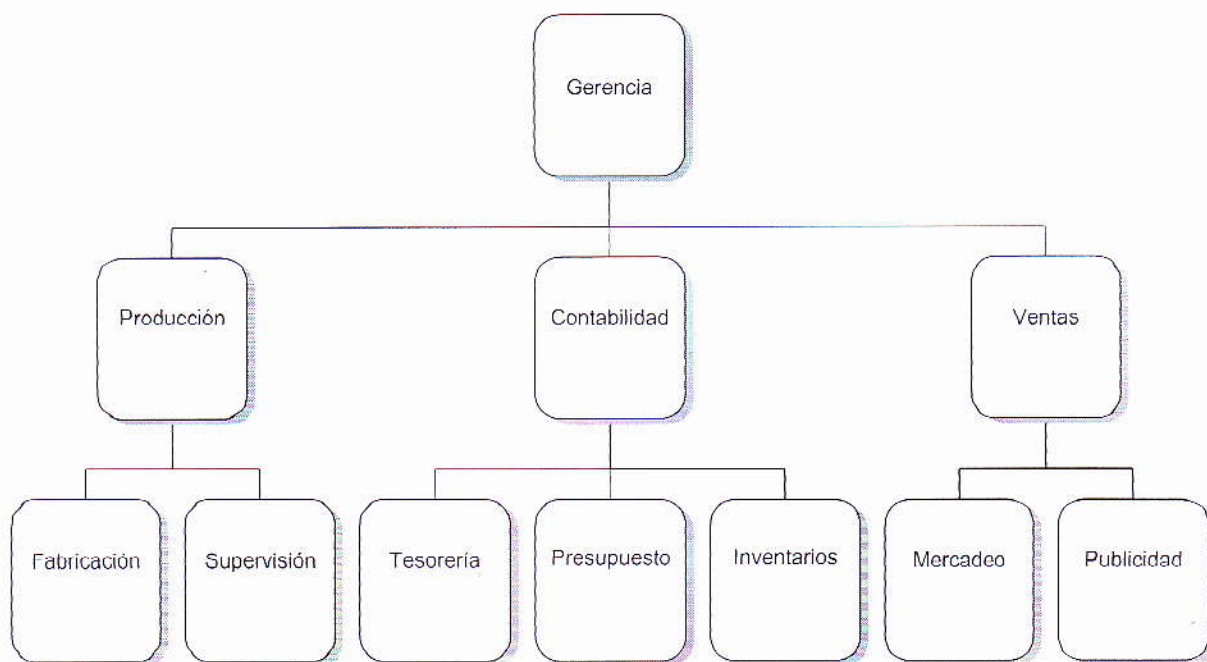 Gerencia
Producción
Contabilidad
Ventas
Fabricación
Supervisión
Tesorería
Presupuesto
Inventarios
Mercadeo
Publicidad